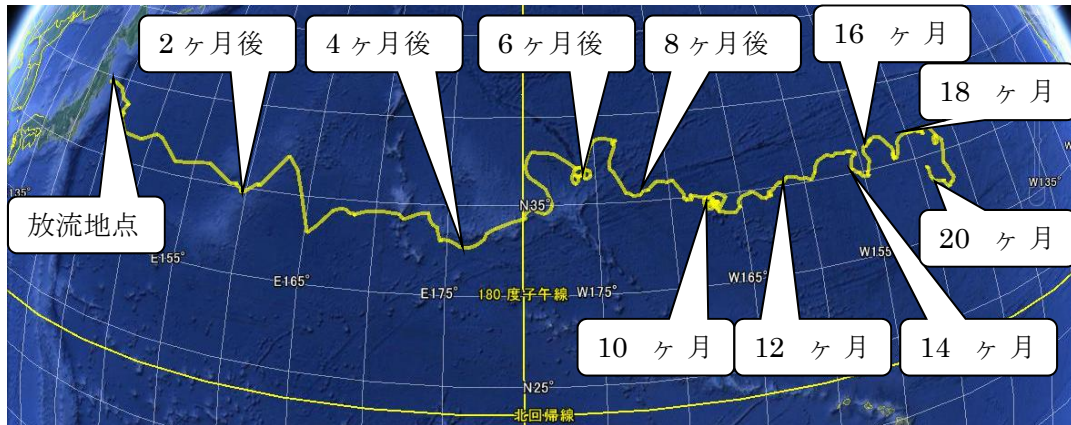 2ヶ月後
4ヶ月後
6ヶ月後
8ヶ月後
16 ヶ月
18 ヶ月
放流地点
20 ヶ月
10 ヶ月
12 ヶ月
14 ヶ月
135°
E155°
E165°
E175°
180度子午線
W175°
W165°
W155°
W135°
N35°
N25°
北回帰線